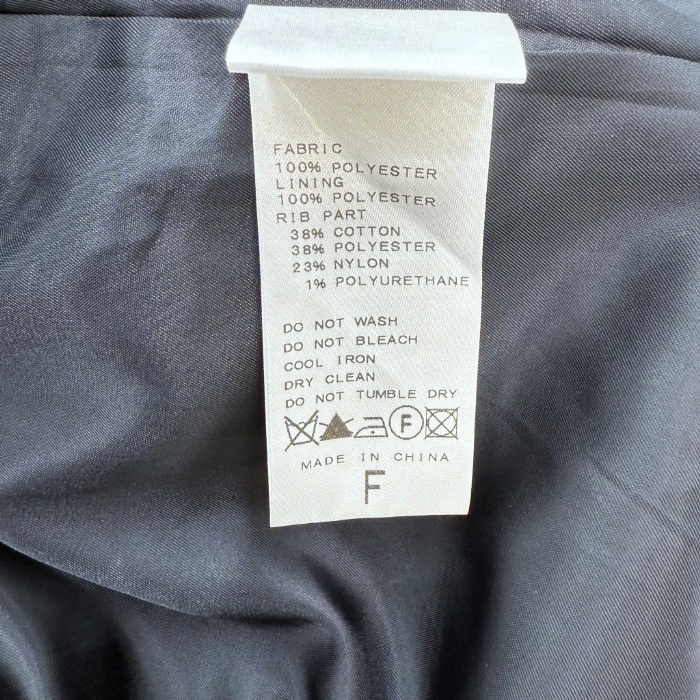 FABRIC
100% POLYESTER
LINING
100% POLYESTER
RIB PART
38% COTTON
38% POLYESTER
23% NYLON
1% POLYURETHANE
DO NOT WASH
DO NOT BLEACH
COOL IRON
DRY CLEAN
DO NOT TUMBLE DRY
F
MADE IN CHINA
F